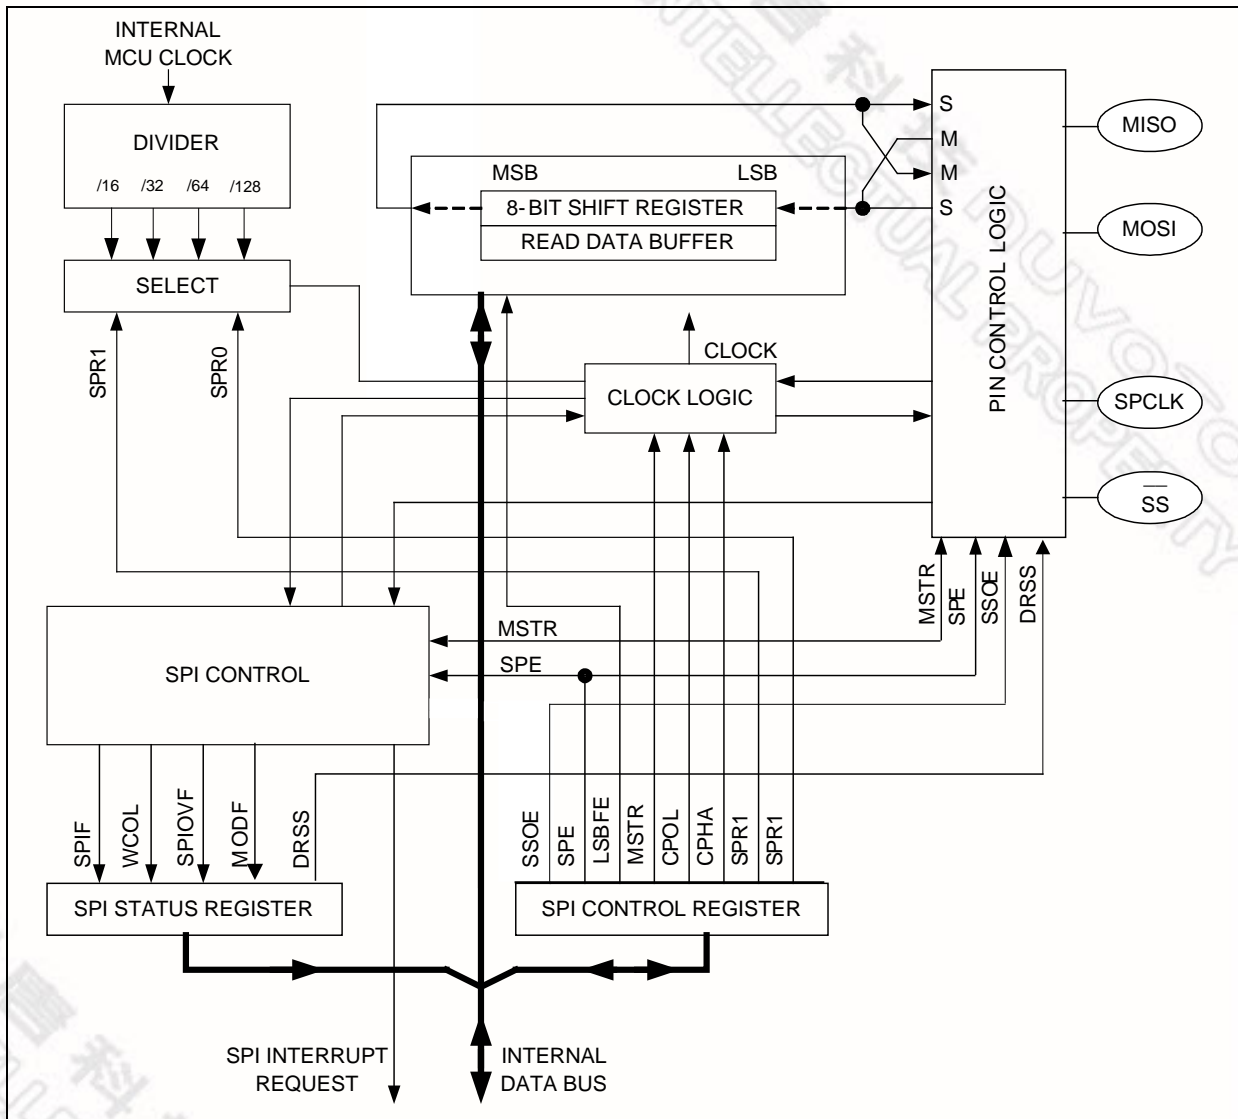 INTERNAL
MCU CLOCK
DIVIDER
/16 /32 /64 /128
SELECT
SPR1
SPR0
MSB LSB
8-BIT SHIFT REGISTER
READ DATA BUFFER
CLOCK
CLOCK LOGIC
S
M
M
S
PIN CONTROL LOGIC
MISO
MOSI
SPCLK
SS
MSTR
SPE
SSOE
DRSS
MSTR
SPE
SPI CONTROL
SPIF
WCOL
SPIOVF
MODF
DRSS
SSOE
SPE
LSBFE
MSTR
CPOL
CPHA
SPR1
SPR1
SPI STATUS REGISTER
SPI CONTROL REGISTER
SPI INTERRUPT
REQUEST
INTERNAL
DATA BUS
NUVOTON
INTELLECTUAL PROPERTY